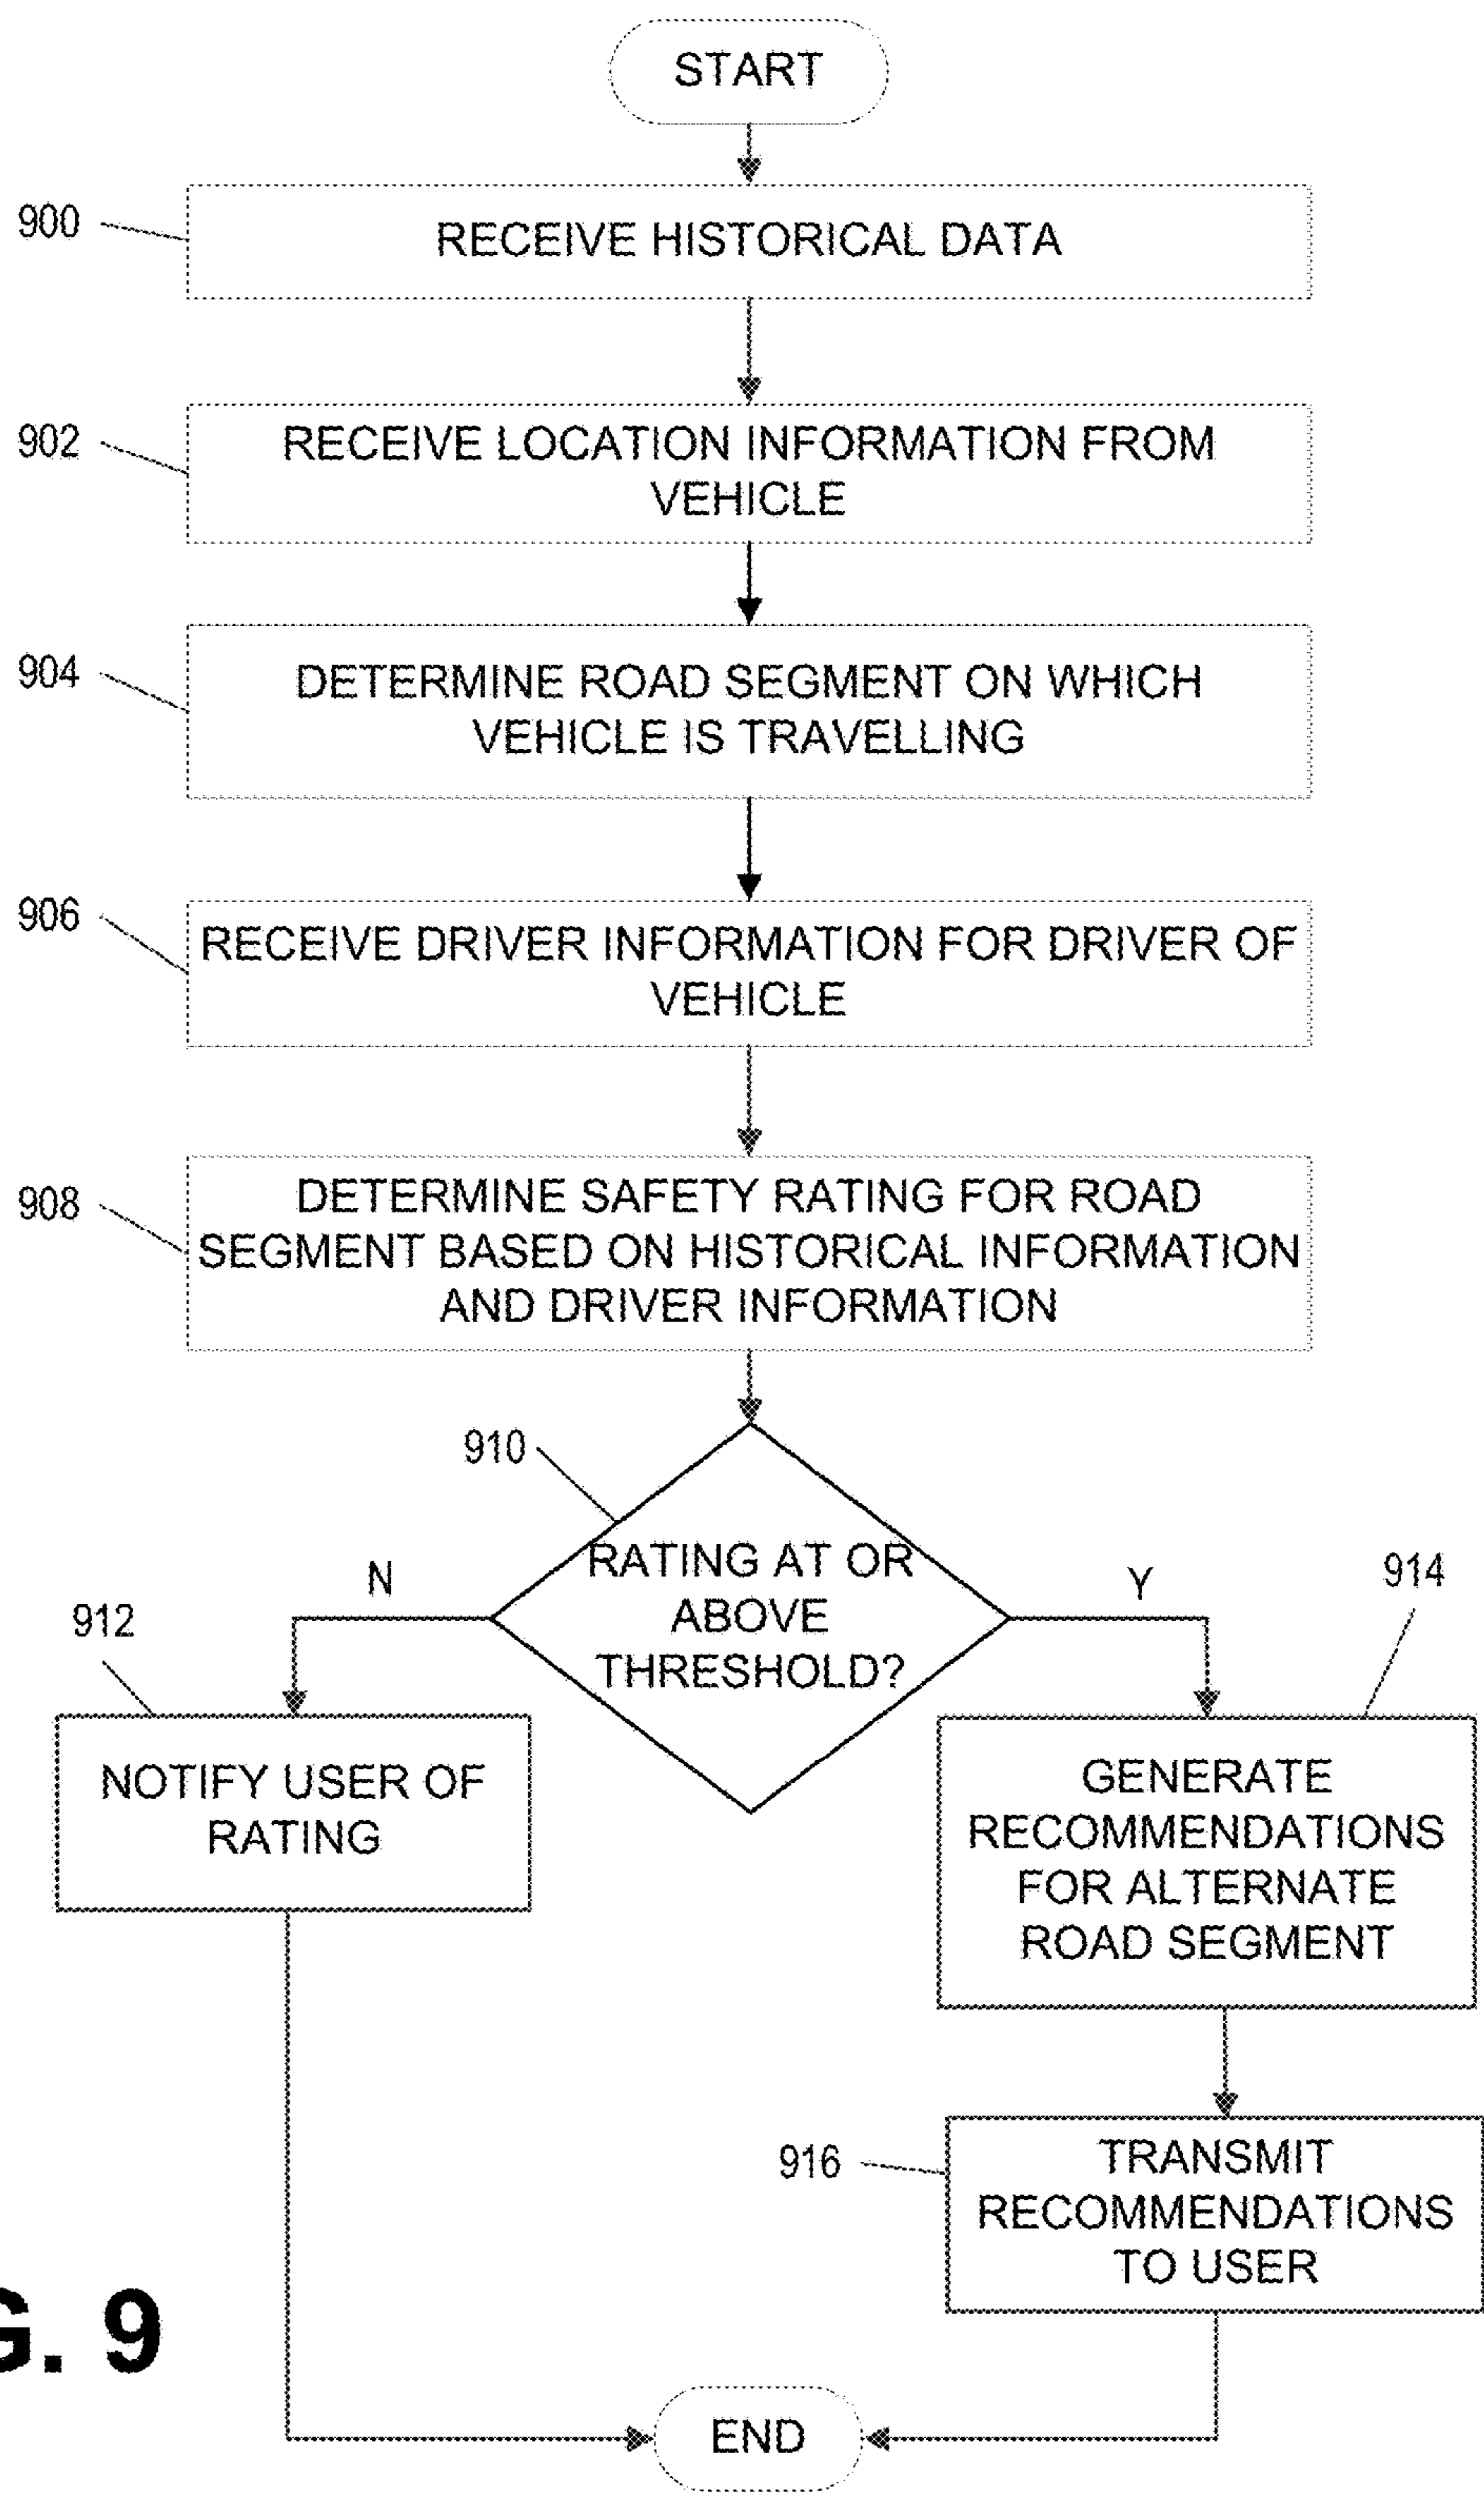 START
900
RECEIVE HISTORICAL DATA
902
RECEIVE LOCATION INFORMATION FROM
VEHICLE
904
DETERMINE ROAD SEGMENT ON WHICH
VEHICLE IS TRAVELLING
906
RECEIVE DRIVER INFORMATION FOR DRIVER OF
VEHICLE
908
DETERMINE SAFETY RATING FOR ROAD
SEGMENT BASED ON HISTORICAL INFORMATION
AND DRIVER INFORMATION
910
RATING AT OR
ABOVE
THRESHOLD?
N
Y
912
NOTIFY USER OF
RATING
914
GENERATE
RECOMMENDATIONS
FOR ALTERNATE
ROAD SEGMENT
916
TRANSMIT
RECOMMENDATIONS
TO USER
G. 9
END